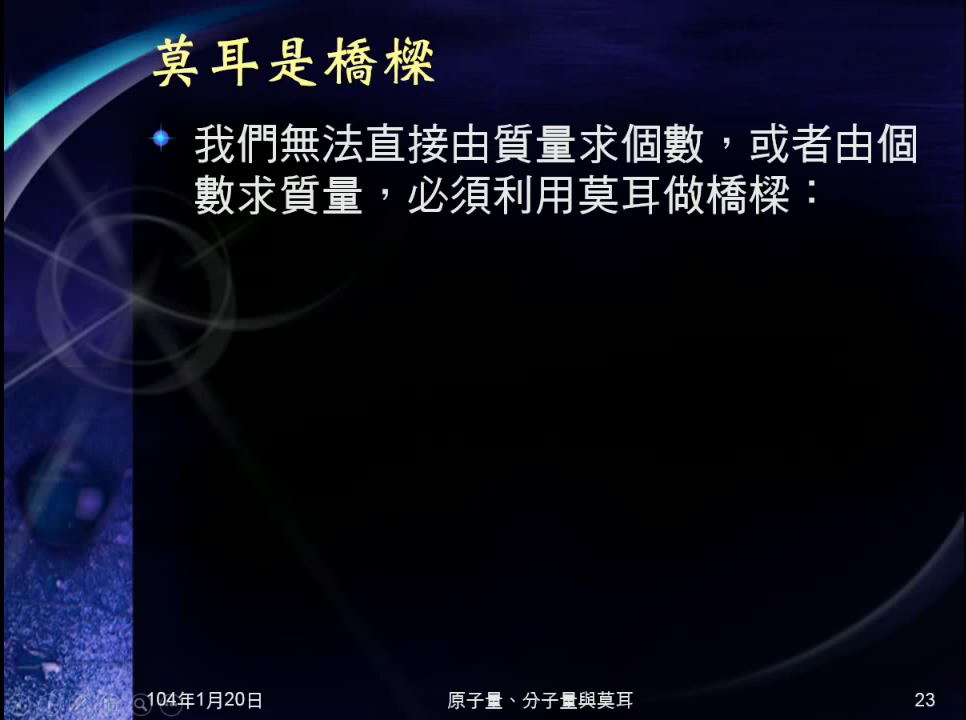 莫耳是橋樑
我們無法直接由質量求個數，或者由個
數求質量，必須利用莫耳做橋樑：
104年1月20日
原子量、分子量與莫耳
23